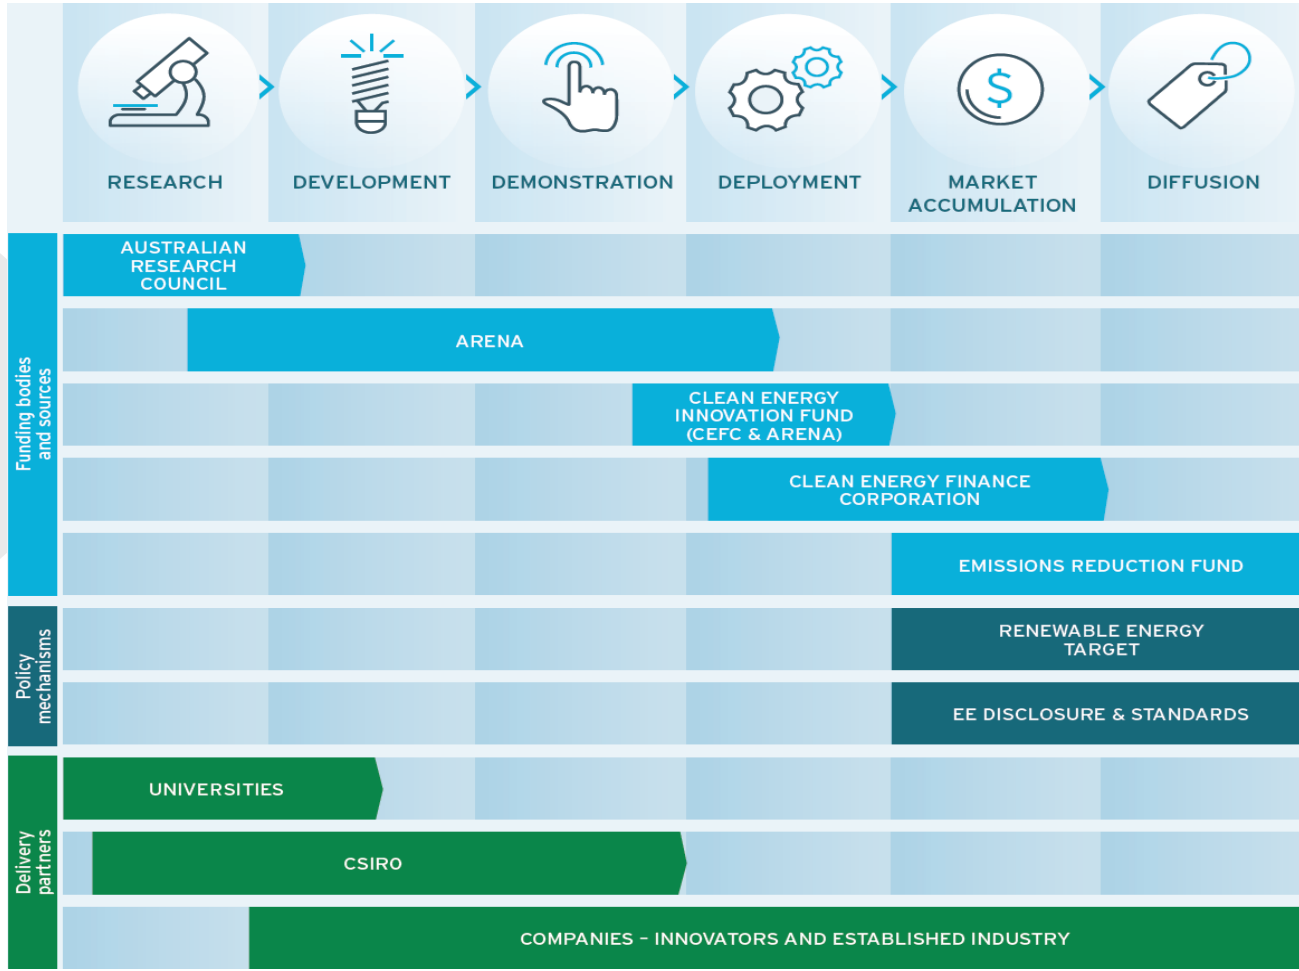 RESEARCH
DEVELOPMENT
DEMONSTRATION
DEPLOYMENT
MARKET
ACCUMULATION
DIFFUSION
$
Funding bodies
and sources
AUSTRALIAN
RESEARCH
COUNCIL
ARENA
CLEAN ENERGY
INNOVATION FUND
(CEFC & ARENA)
CLEAN ENERGY FINANCE
CORPORATION
EMISSIONS REDUCTION FUND
Policy
mechanisms
RENEWABLE ENERGY
TARGET
EE DISCLOSURE & STANDARDS
Delivery
partners
UNIVERSITIES
CSIRO
COMPANIES – INNOVATORS AND ESTABLISHED INDUSTRY